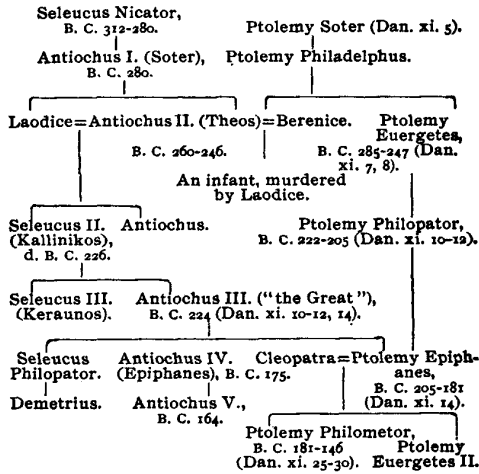 Seleucus Nicator,
B. C. 312-280.
Ptolemy Soter (Dan. xi. 5).
Antiochus I. (Soter),
B. C. 280.
Ptolemy Philadelphus.
Laodice=Antiochus II. (Theos)=Berenice.
B. C. 260-246.
Ptolemy
Euergetes,
B. C. 285-247 (Dan.
xi. 7, 8).
An infant, murdered
by Laodice.
Seleucus II.
(Kallinikos),
d. B. C. 226.
Antiochus.
Ptolemy Philopator,
B. C. 222-205 (Dan. xi. 10-12).
Seleucus III.
(Keraunos).
Antiochus III. ("the Great"),
B. C. 224 (Dan. xi. 10-12, 14).
Seleucus
Philopator.
Antiochus IV.
(Epiphanes), B. C. 175.
Cleopatra=Ptolemy Epiph-
anes,
B. C. 205-181
(Dan. xi. 14).
Demetrius.
Antiochus V.,
B. C. 164.
Ptolemy Philometor,
B. C. 181-146
(Dan. xi. 25-30).
Ptolemy
Euergetes II.